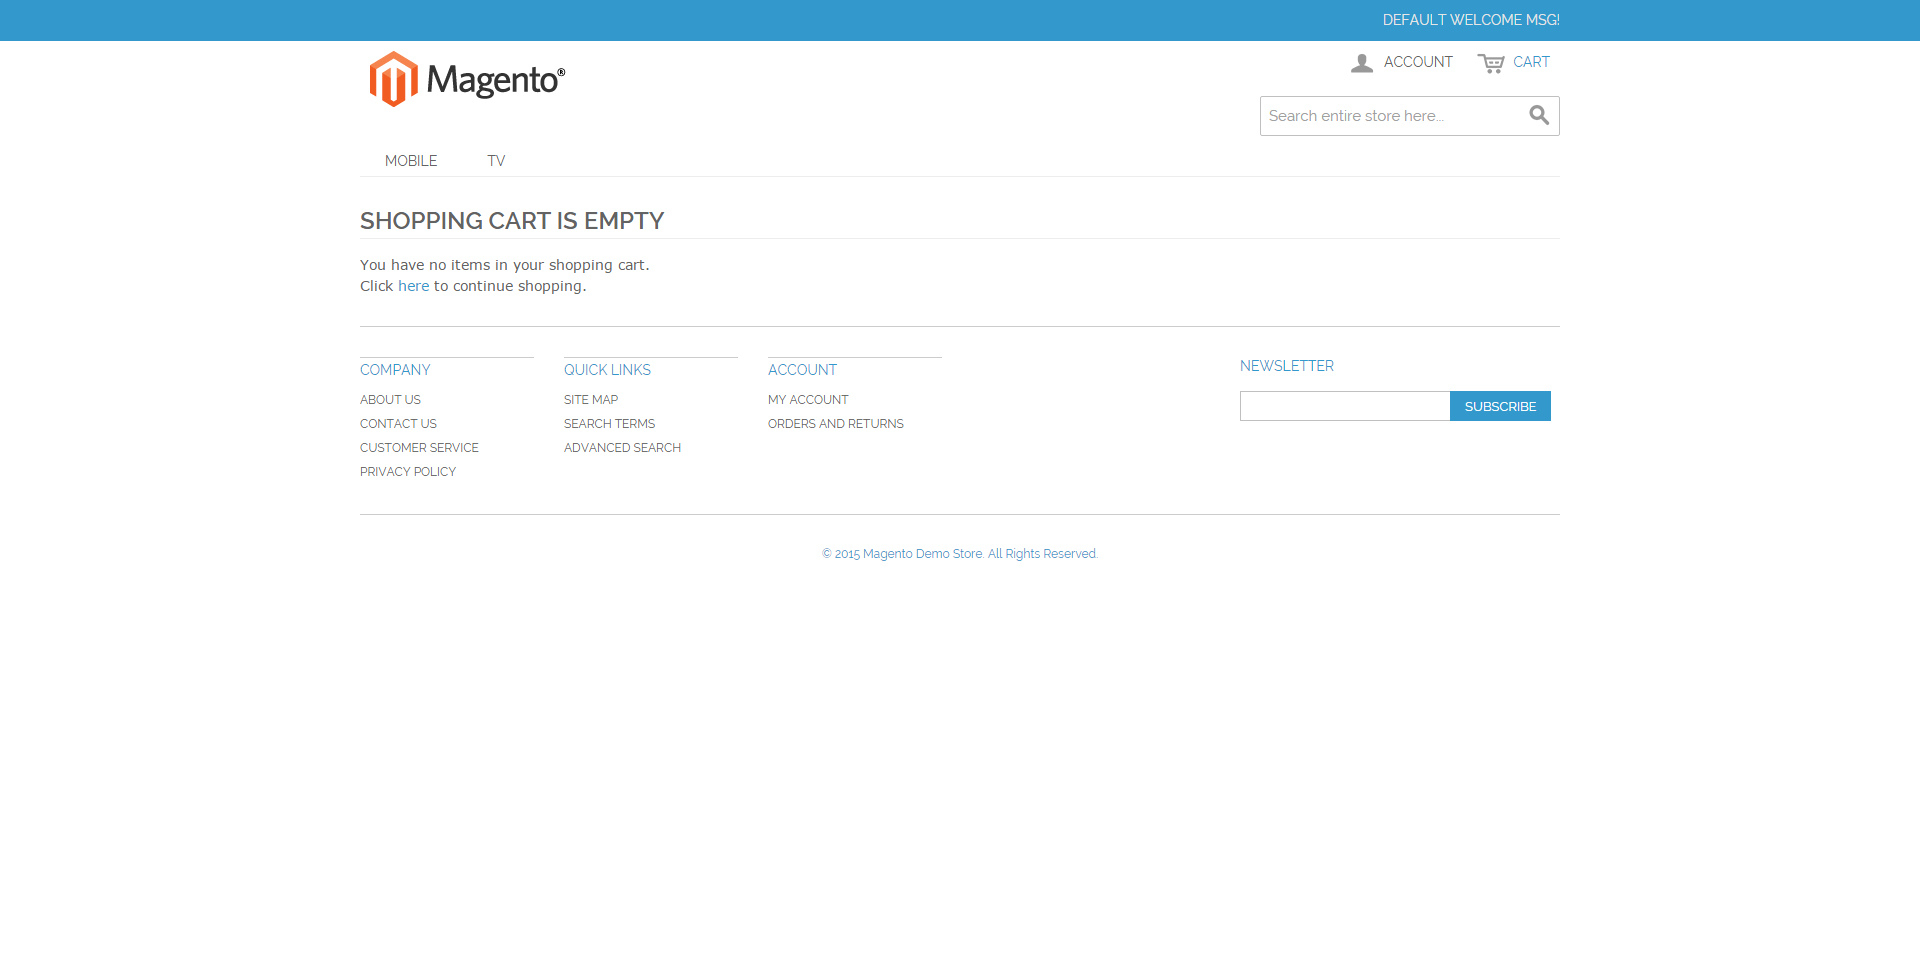 DEFAULT WELCOME MSG!
Magento®
ACCOUNT
CART
Search entire store here...
MOBILE
TV
SHOPPING CART IS EMPTY
You have no items in your shopping cart.
Click here to continue shopping.
COMPANY
ABOUT US
CONTACT US
CUSTOMER SERVICE
PRIVACY POLICY
QUICK LINKS
SITE MAP
SEARCH TERMS
ADVANCED SEARCH
ACCOUNT
MY ACCOUNT
ORDERS AND RETURNS
NEWSLETTER
SUBSCRIBE
© 2015 Magento Demo Store. All Rights Reserved.